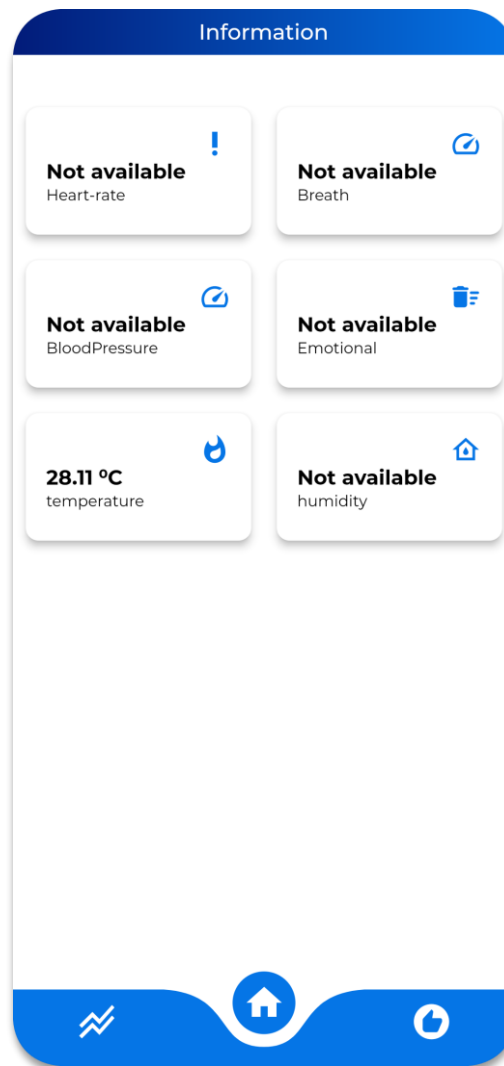 Information
Not available
Heart-rate
Not available
Breath
Not available
BloodPressure
Not available
Emotional
28.11 ºC
temperature
Not available
humidity